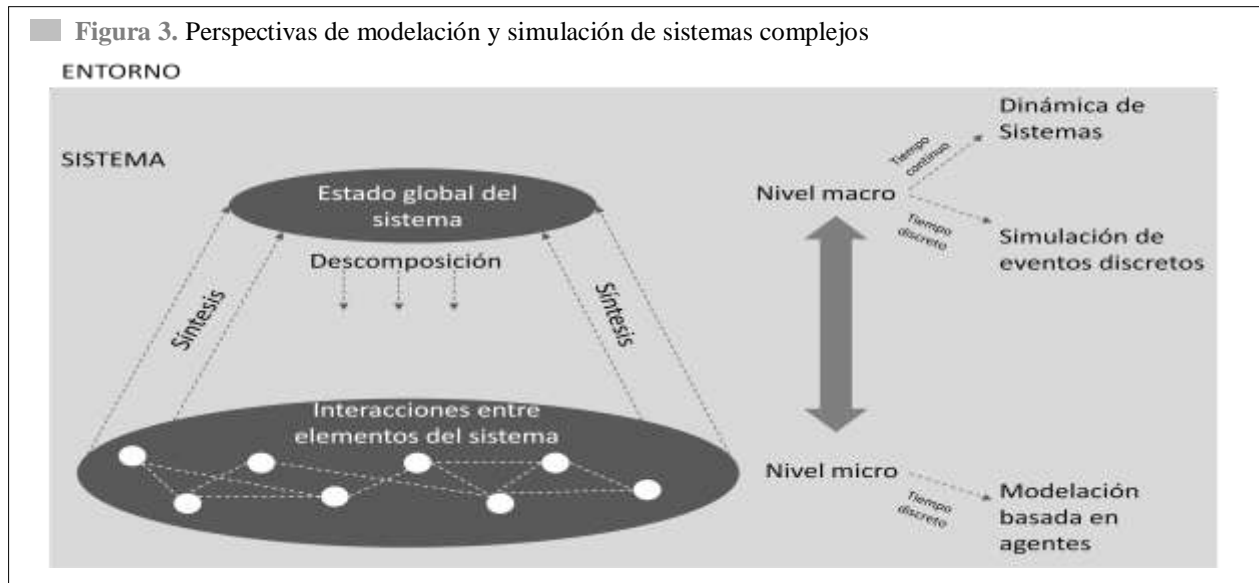 Figura 3. Perspectivas de modelación y simulación de sistemas complejos
ENTORNO
SISTEMA
Estado global del
sistema
Descomposición
Síntesis
Síntesis
Interacciones entre
elementos del sistema
Nivel macro
Tiempo
continuo
Dinámica de
Sistemas
Tiempo
discreto
Simulación de
eventos discretos
Nivel micro
Tiempo
discreto
Modelación
basada en
agentes